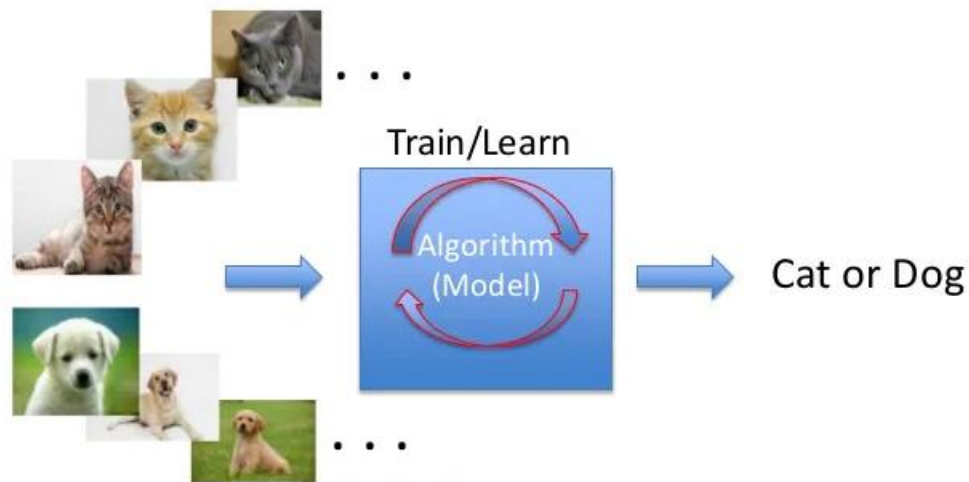 . . .
Train/Learn
Algorithm
(Model)
Cat or Dog
. . .